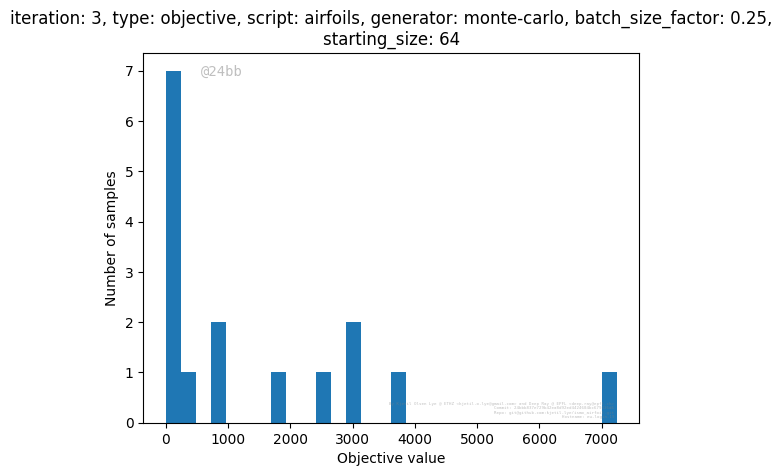 iteration: 3, type: objective, script: airfoils, generator: monte-carlo, batch_size_factor: 0.25,
starting_size: 64
@24bb
7
6
5
4
3
2
1
0
Number of samples
0 1000 2000 3000 4000 5000 6000 7000
Objective value